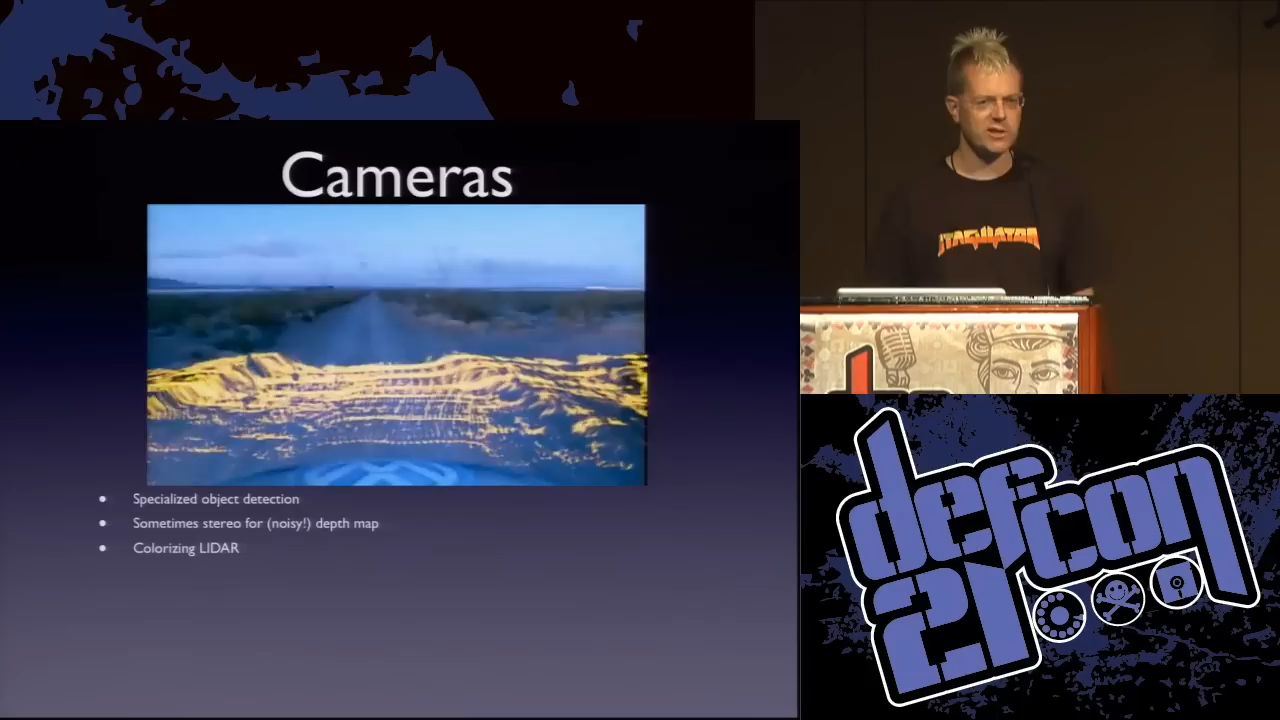 Cameras
Specialized object detection
Sometimes stereo for (noisy!) depth map
Colorizing LIDAR
defcon
21